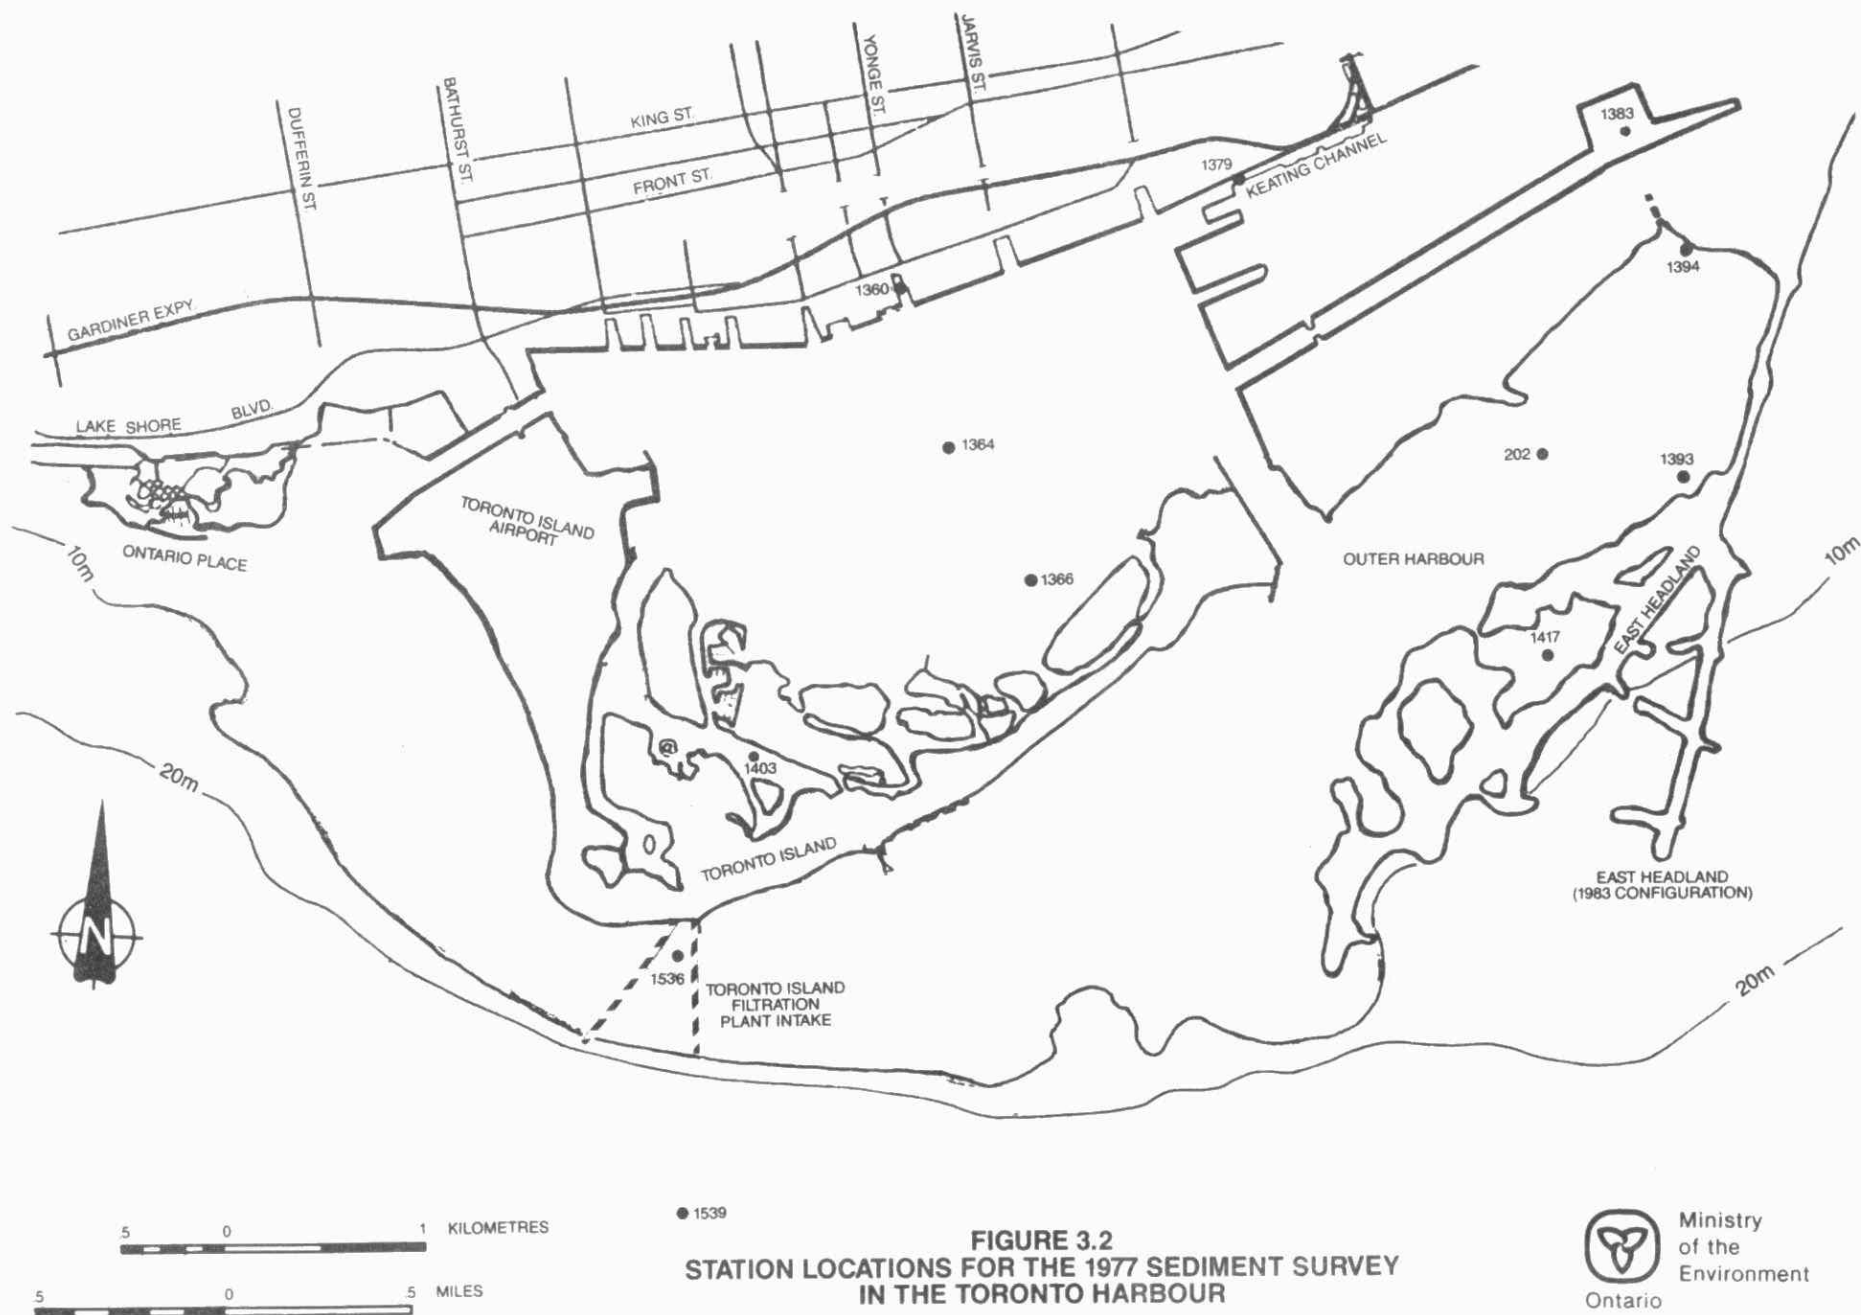 DUFFERIN ST.
BATHURST ST.
KING ST.
FRONT ST.
YONGE ST.
JARVIS ST.
1383
1379
KEATING CHANNEL
1394
1360
GARDINER EXPY.
LAKE SHORE BLVD.
1364
202
1393
TORONTO ISLAND
AIRPORT
ONTARIO PLACE
10m
OUTER HARBOUR
10m
1366
EAST HEADLAND
1417
20m
1403
TORONTO ISLAND
EAST HEADLAND
(1983 CONFIGURATION)
N
1536
TORONTO ISLAND
FILTRATION
PLANT INTAKE
20m
1539
.5 0 1 KILOMETRES
.5 0 .5 MILES
FIGURE 3.2
STATION LOCATIONS FOR THE 1977 SEDIMENT SURVEY
IN THE TORONTO HARBOUR
Ministry
of the
Environment
Ontario